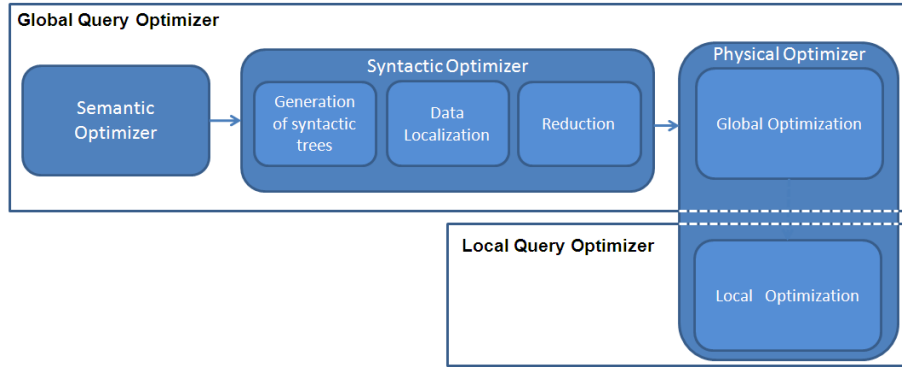 Global Query Optimizer
Semantic
Optimizer
Syntactic Optimizer
Generation
of syntactic
trees
Data
Localization
Reduction
Physical Optimizer
Global Optimization
Local Query Optimizer
Local Optimization